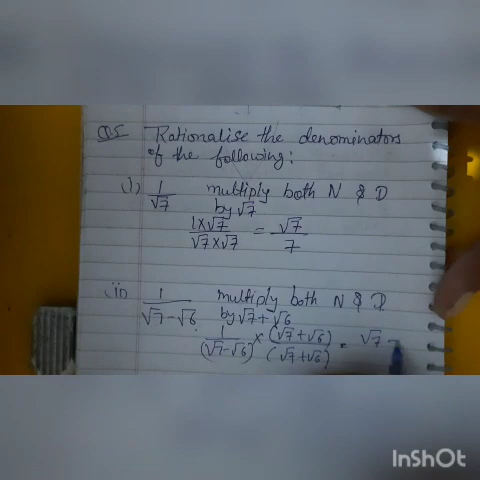 Q5 Rationalise the denominators
of the following:
(i) 1/√7 multiply both N & D
by √7
1×√7/√7×√7 = √7/7
(ii) 1/√7-√6 multiply both N & D
by √7+√6
1/(√7-√6) × (√7+√6)/(√7+√6) = √7
InShOt